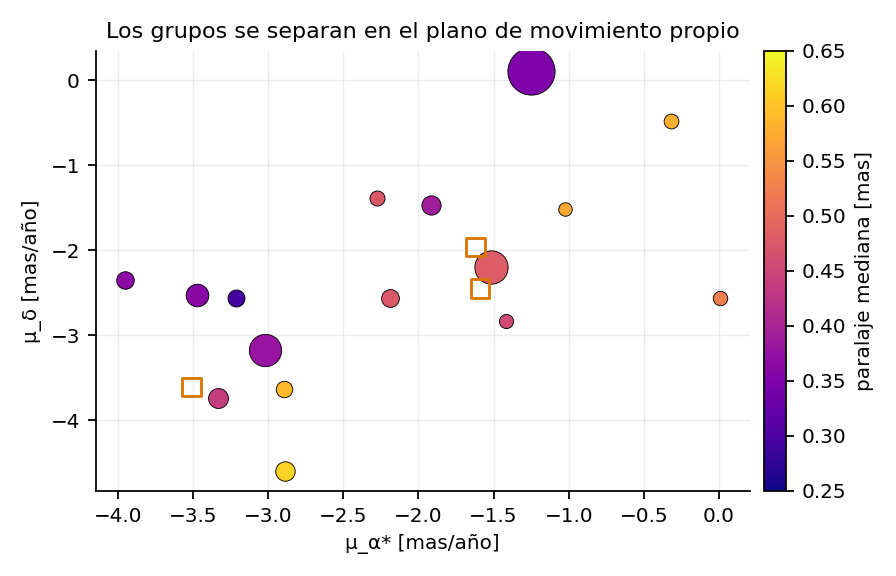 Los grupos se separan en el plano de movimiento propio
μ_δ [mas/año]
0
−1
−2
−3
−4
−4.0 −3.5 −3.0 −2.5 −2.0 −1.5 −1.0 −0.5 0.0
μ_α* [mas/año]
0.65
0.60
0.55
0.50
0.45
0.40
0.35
0.30
0.25
paralaje mediana [mas]